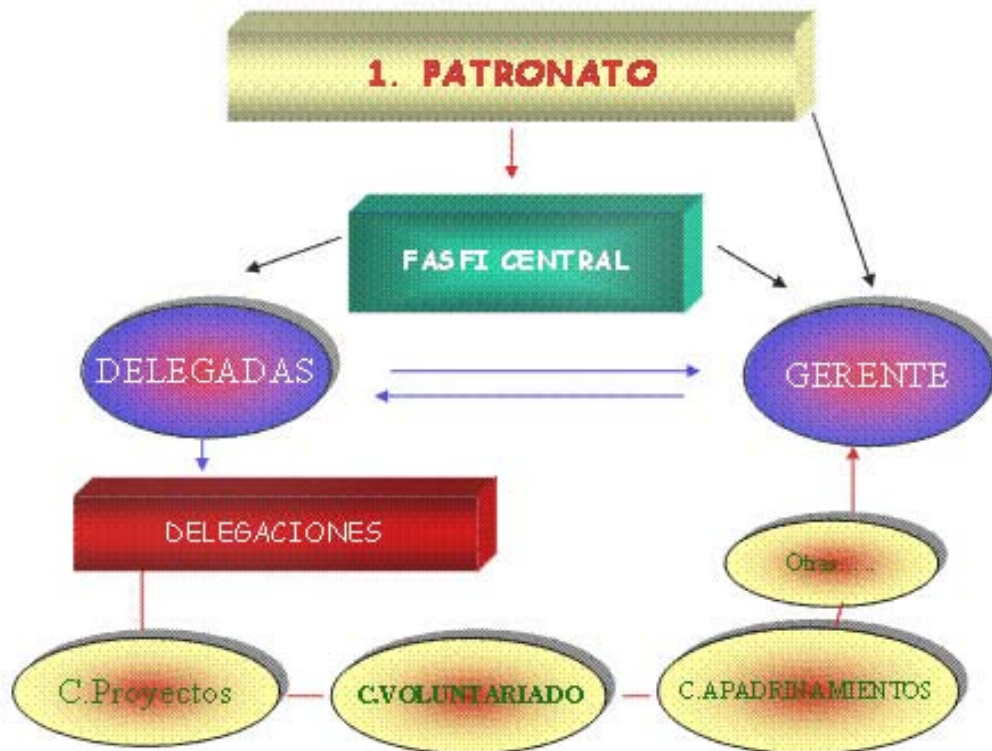 1. PATRONATO
FASFI CENTRAL
DELEGADAS
GERENTE
DELEGACIONES
Otras.....
C.Proyectos
C.VOLUNTARIADO
C.APADRINAMIENTOS